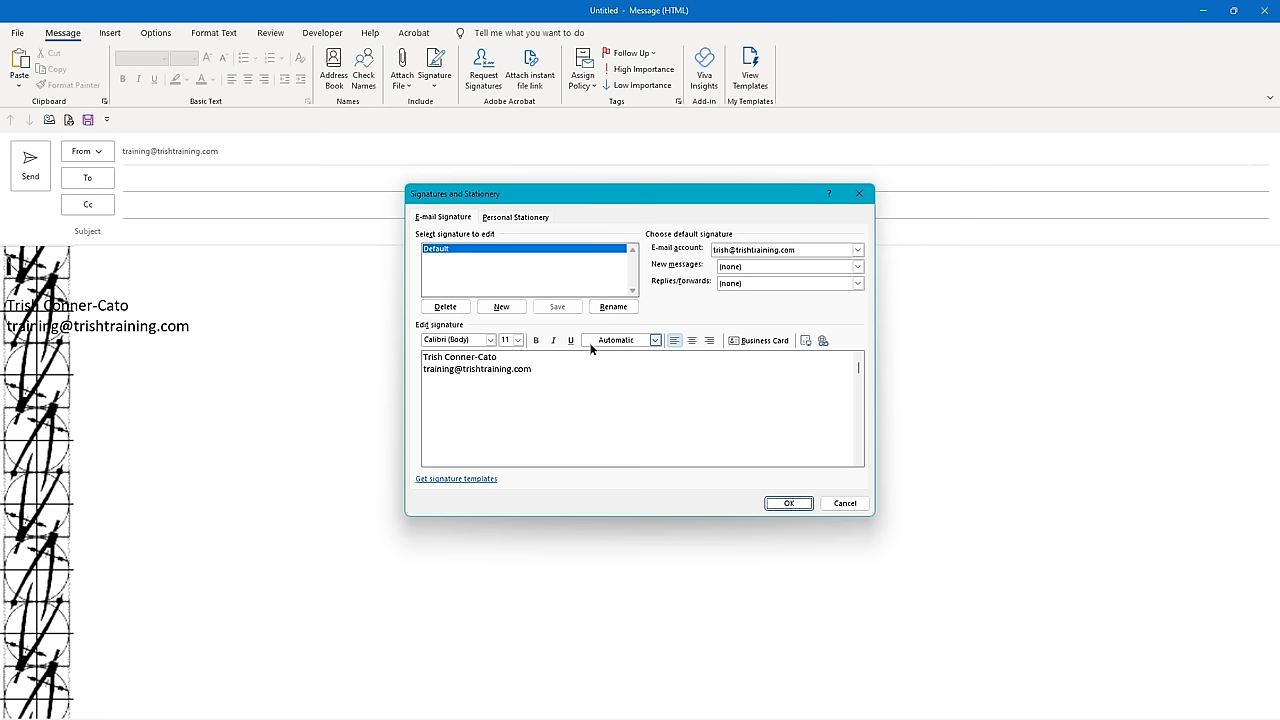 Untitled - Message (HTML)
File Message Insert Options Format Text Review Developer Help Acrobat Tell me what you want to do
Paste
Cut
Copy
Format Painter
Clipboard
B I U
Basic Text
Address Book
Check Names
Names
Attach File
Signature
Include
Request Signatures
Attach instant file link
Adobe Acrobat
Assign Policy
Follow Up
High Importance
Low Importance
Tags
Viva Insights
Add-in
View Templates
My Templates
Send
From
training@trishtraining.com
To
Cc
Subject
Trish Conner-Cato
training@trishtraining.com
Signatures and Stationery
?
E-mail Signature Personal Stationery
Select signature to edit
Default
Delete New Save Rename
Choose default signature
E-mail account: trish@trishtraining.com
New messages: (none)
Replies/forwards: (none)
Edit signature
Calibri (Body) 11 B I U Automatic Business Card
Trish Conner-Cato
training@trishtraining.com
Get signature templates
OK Cancel